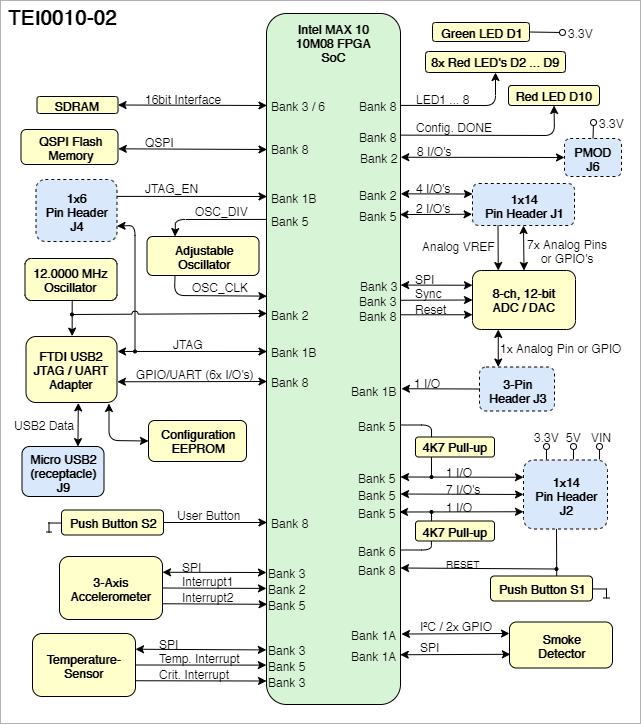 TEI0010-02
Intel MAX 10
10M08 FPGA
SoC
Green LED D1
3.3V
8x Red LED's D2 ... D9
Red LED D10
SDRAM
16bit Interface
Bank 3 / 6
Bank 8
LED1 ... 8
QSPI Flash
Memory
QSPI
Bank 8
Bank 8
Config. DONE
Bank 2
8 I/O's
3.3V
PMOD
J6
1x6
Pin Header
J4
JTAG_EN
Bank 1B
OSC_DIV
Bank 5
Bank 2
4 I/O's
Bank 5
2 I/O's
1x14
Pin Header J1
Adjustable
Oscillator
OSC_CLK
Analog VREF
7x Analog Pins
or GPIO's
12.0000 MHz
Oscillator
Bank 2
Bank 3
SPI
Bank 3
Sync
Bank 8
Reset
8-ch, 12-bit
ADC / DAC
FTDI USB2
JTAG / UART
Adapter
JTAG
Bank 1B
GPIO/UART (6x I/O's)
Bank 8
1x Analog Pin or GPIO
Bank 1B
1 I/O
3-Pin
Header J3
USB2 Data
Configuration
EEPROM
Micro USB2
(receptacle)
J9
Bank 5
4K7 Pull-up
3.3V
5V
VIN
Bank 5
1 I/O
Bank 5
7 I/O's
Bank 5
1 I/O
1x14
Pin Header
J2
4K7 Pull-up
Push Button S2
User Button
Bank 8
Bank 6
Bank 8
RESET
Push Button S1
3-Axis
Accelerometer
SPI
Bank 3
Interrupt1
Bank 2
Interrupt2
Bank 5
Temperature-
Sensor
SPI
Bank 3
Temp. Interrupt
Bank 5
Crit. Interrupt
Bank 3
Bank 1A
I²C / 2x GPIO
Bank 1A
SPI
Smoke
Detector